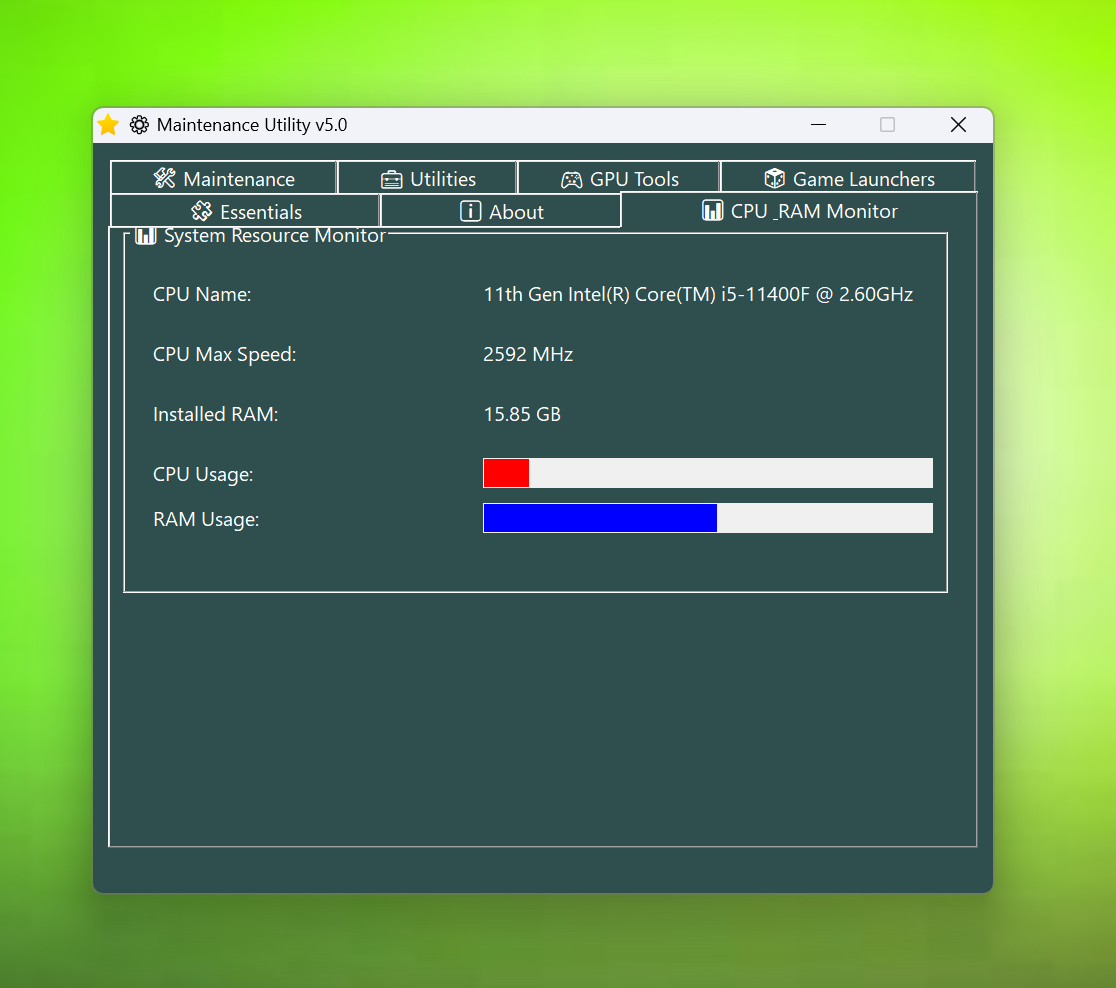 Maintenance Utility v5.0
Maintenance Utilities GPU Tools Game Launchers
Essentials About CPU _RAM Monitor
System Resource Monitor
CPU Name: 11th Gen Intel(R) Core(TM) i5-11400F @ 2.60GHz
CPU Max Speed: 2592 MHz
Installed RAM: 15.85 GB
CPU Usage:
RAM Usage: